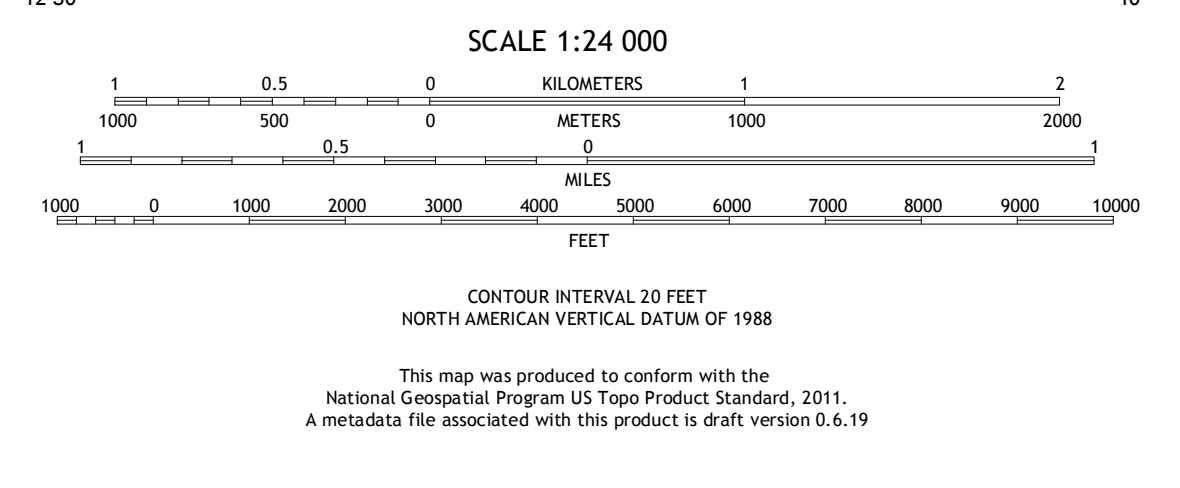 SCALE 1:24 000
1 0.5 0 KILOMETERS 1 2
1000 500 0 METERS 1000 2000
1 0.5 0 1
MILES
1000 0 1000 2000 3000 4000 5000 6000 7000 8000 9000 10000
FEET
CONTOUR INTERVAL 20 FEET
NORTH AMERICAN VERTICAL DATUM OF 1988
This map was produced to conform with the
National Geospatial Program US Topo Product Standard, 2011.
A metadata file associated with this product is draft version 0.6.19